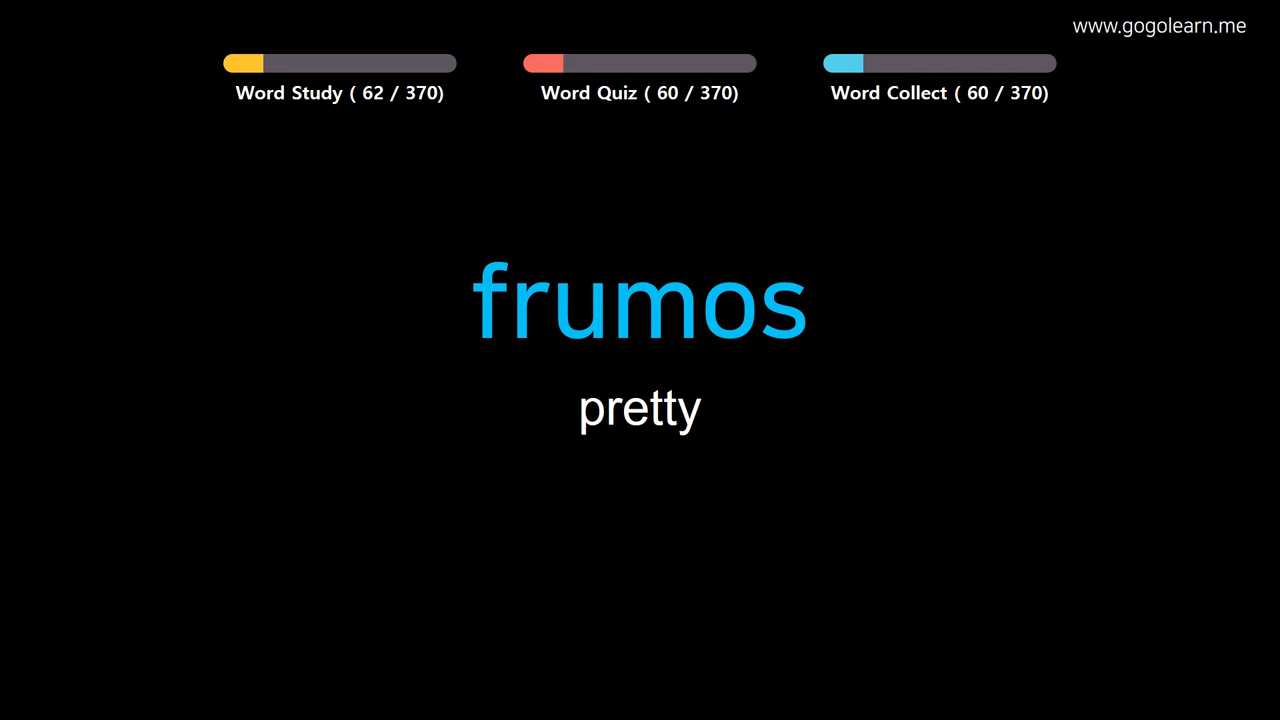 www.gogolearn.me
Word Study ( 62 / 370)
Word Quiz ( 60 / 370)
Word Collect ( 60 / 370)
frumos
pretty